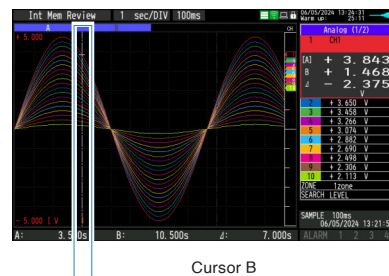 Int Mem Review 1 sec/DIV 100ms
06/05/2024 13:24:31
Warm up: 25:11
A B
CH
+ 5.000
- 5.000 [ V ]
Analog (1/2)
1 CH1
[A] + 3.843
B + 1.468
⊿ - 2.375
V
2 + 3.650
3 + 3.458
4 + 3.266
5 + 3.074
6 + 2.882
7 + 2.690
8 + 2.498
9 + 2.306
10 + 2.113 V
ZONE 1zone
SEARCH LEVEL
SAMPLE 100ms
06/05/2024 13:21:5
ALARM 1 2 3 4
A: 3.5 0s B: 10.500s ⊿: 7.000s
Cursor B